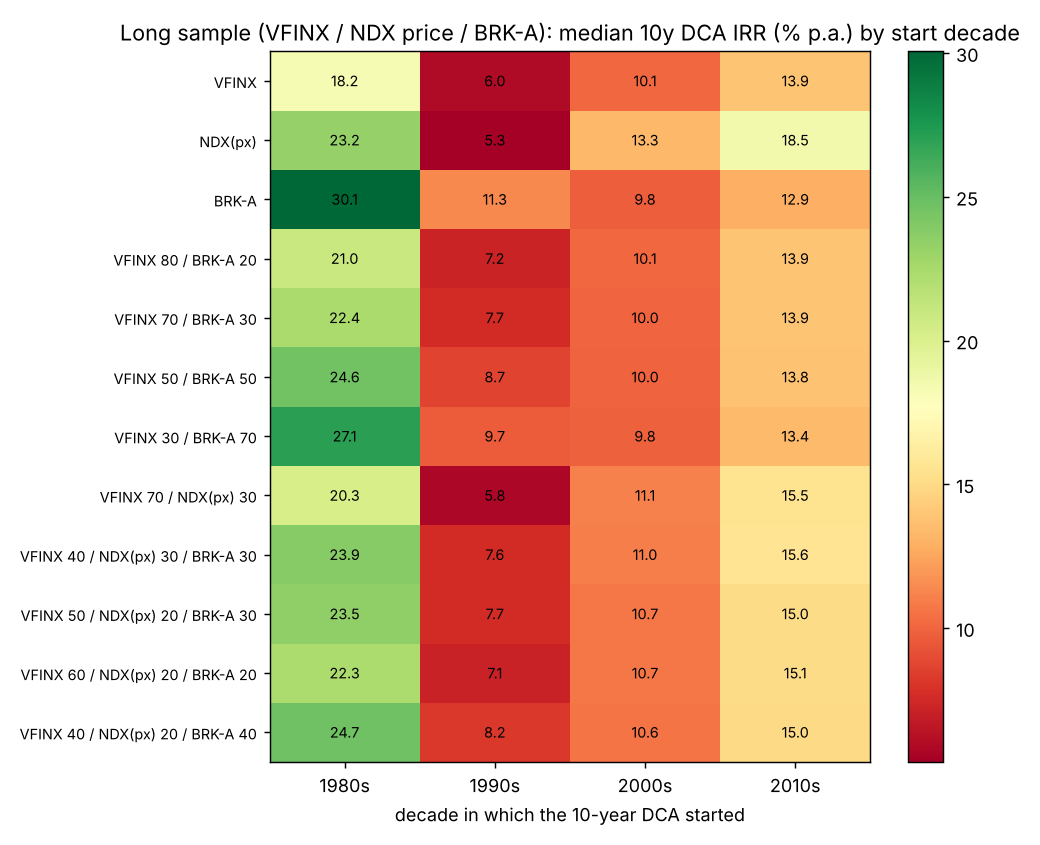 Long sample (VFINX / NDX price / BRK-A): median 10y DCA IRR (% p.a.) by start decade
VFINX 18.2 6.0 10.1 13.9
NDX(px) 23.2 5.3 13.3 18.5
BRK-A 30.1 11.3 9.8 12.9
VFINX 80 / BRK-A 20 21.0 7.2 10.1 13.9
VFINX 70 / BRK-A 30 22.4 7.7 10.0 13.9
VFINX 50 / BRK-A 50 24.6 8.7 10.0 13.8
VFINX 30 / BRK-A 70 27.1 9.7 9.8 13.4
VFINX 70 / NDX(px) 30 20.3 5.8 11.1 15.5
VFINX 40 / NDX(px) 30 / BRK-A 30 23.9 7.6 11.0 15.6
VFINX 50 / NDX(px) 20 / BRK-A 30 23.5 7.7 10.7 15.0
VFINX 60 / NDX(px) 20 / BRK-A 20 22.3 7.1 10.7 15.1
VFINX 40 / NDX(px) 20 / BRK-A 40 24.7 8.2 10.6 15.0
1980s 1990s 2000s 2010s
decade in which the 10-year DCA started
30
25
20
15
10